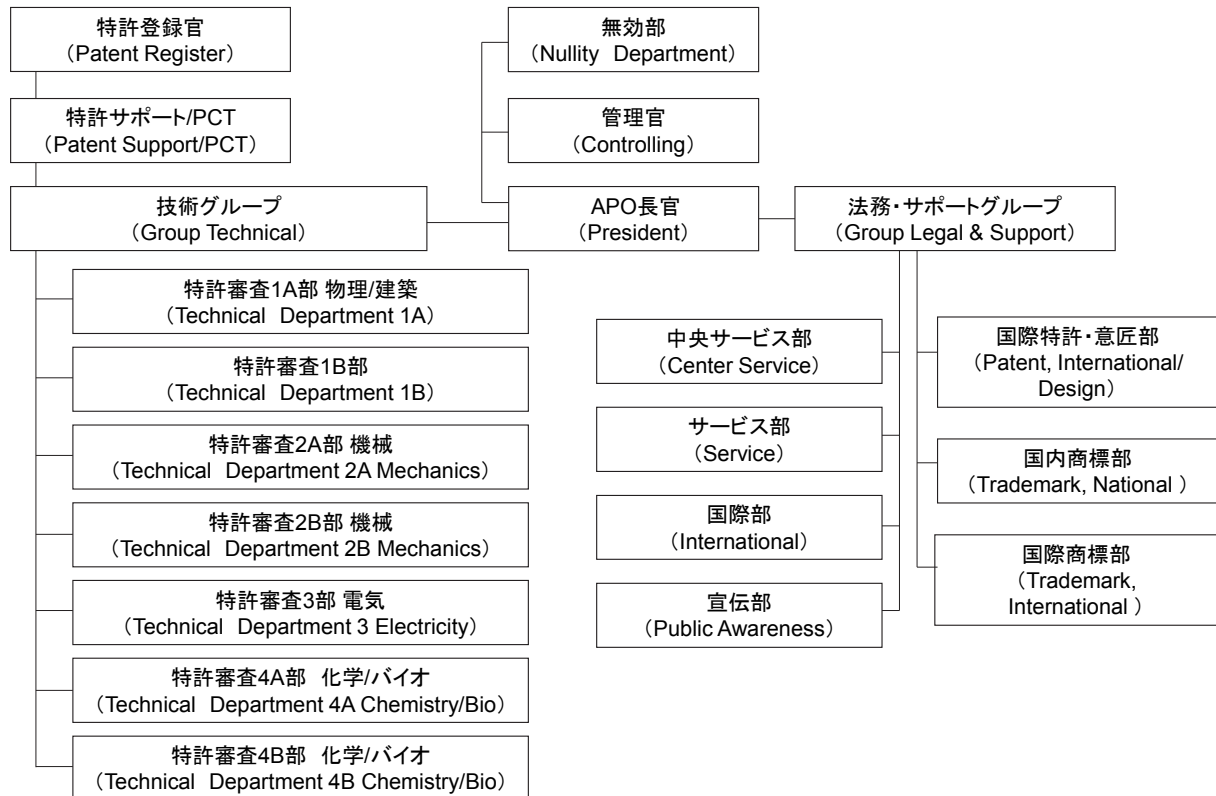 特許登録官
（Patent Register）
特許サポート/PCT
（Patent Support/PCT）
技術グループ
（Group Technical）
特許審査1A部 物理/建築
（Technical Department 1A）
特許審査1B部
（Technical Department 1B）
特許審査2A部 機械
（Technical Department 2A Mechanics）
特許審査2B部 機械
（Technical Department 2B Mechanics）
特許審査3部 電気
（Technical Department 3 Electricity）
特許審査4A部 化学/バイオ
（Technical Department 4A Chemistry/Bio）
特許審査4B部 化学/バイオ
（Technical Department 4B Chemistry/Bio）
無効部
（Nullity Department）
管理官
（Controlling）
APO長官
（President）
法務・サポートグループ
（Group Legal & Support）
中央サービス部
（Center Service）
サービス部
（Service）
国際部
（International）
宣伝部
（Public Awareness）
国際特許・意匠部
（Patent, International/
Design）
国内商標部
（Trademark, National ）
国際商標部
（Trademark,
International ）